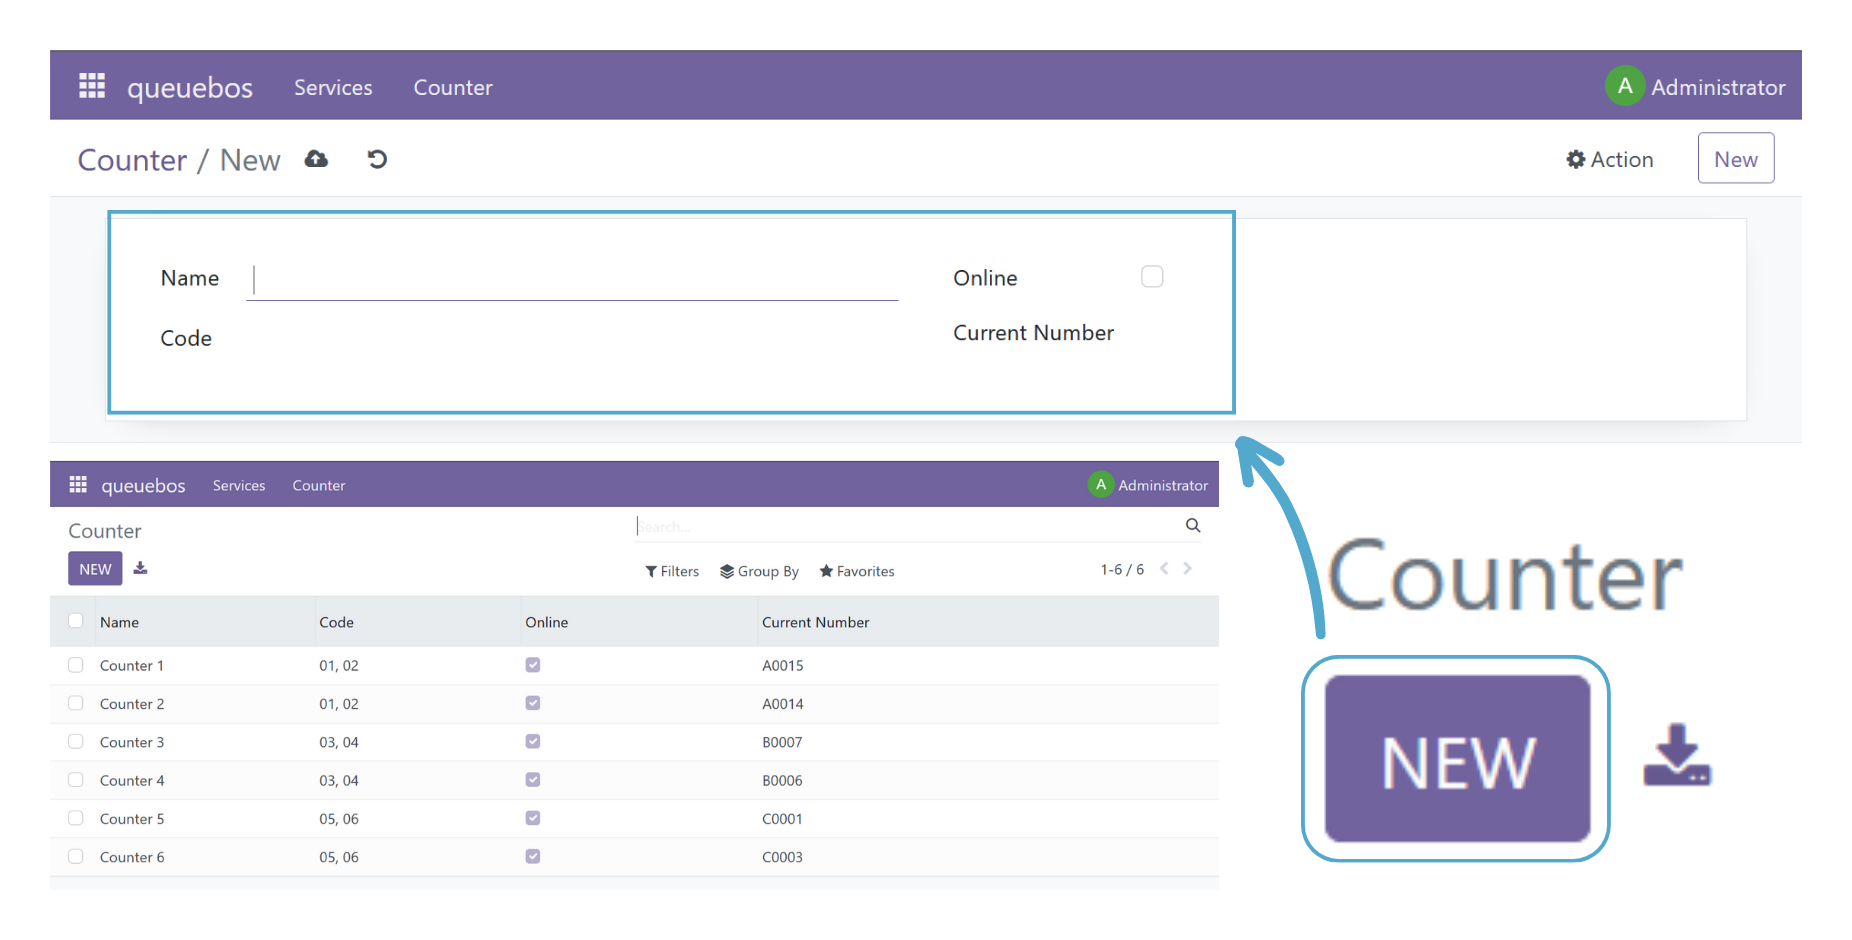 queuebos Services Counter A Administrator
Counter / New Action New
Name Online
Code Current Number
queuebos Services Counter A Administrator
Counter Search...
NEW Filters Group By Favorites 1-6 / 6
Name Code Online Current Number
Counter 1 01, 02 A0015
Counter 2 01, 02 A0014
Counter 3 03, 04 B0007
Counter 4 03, 04 B0006
Counter 5 05, 06 C0001
Counter 6 05, 06 C0003
Counter
NEW